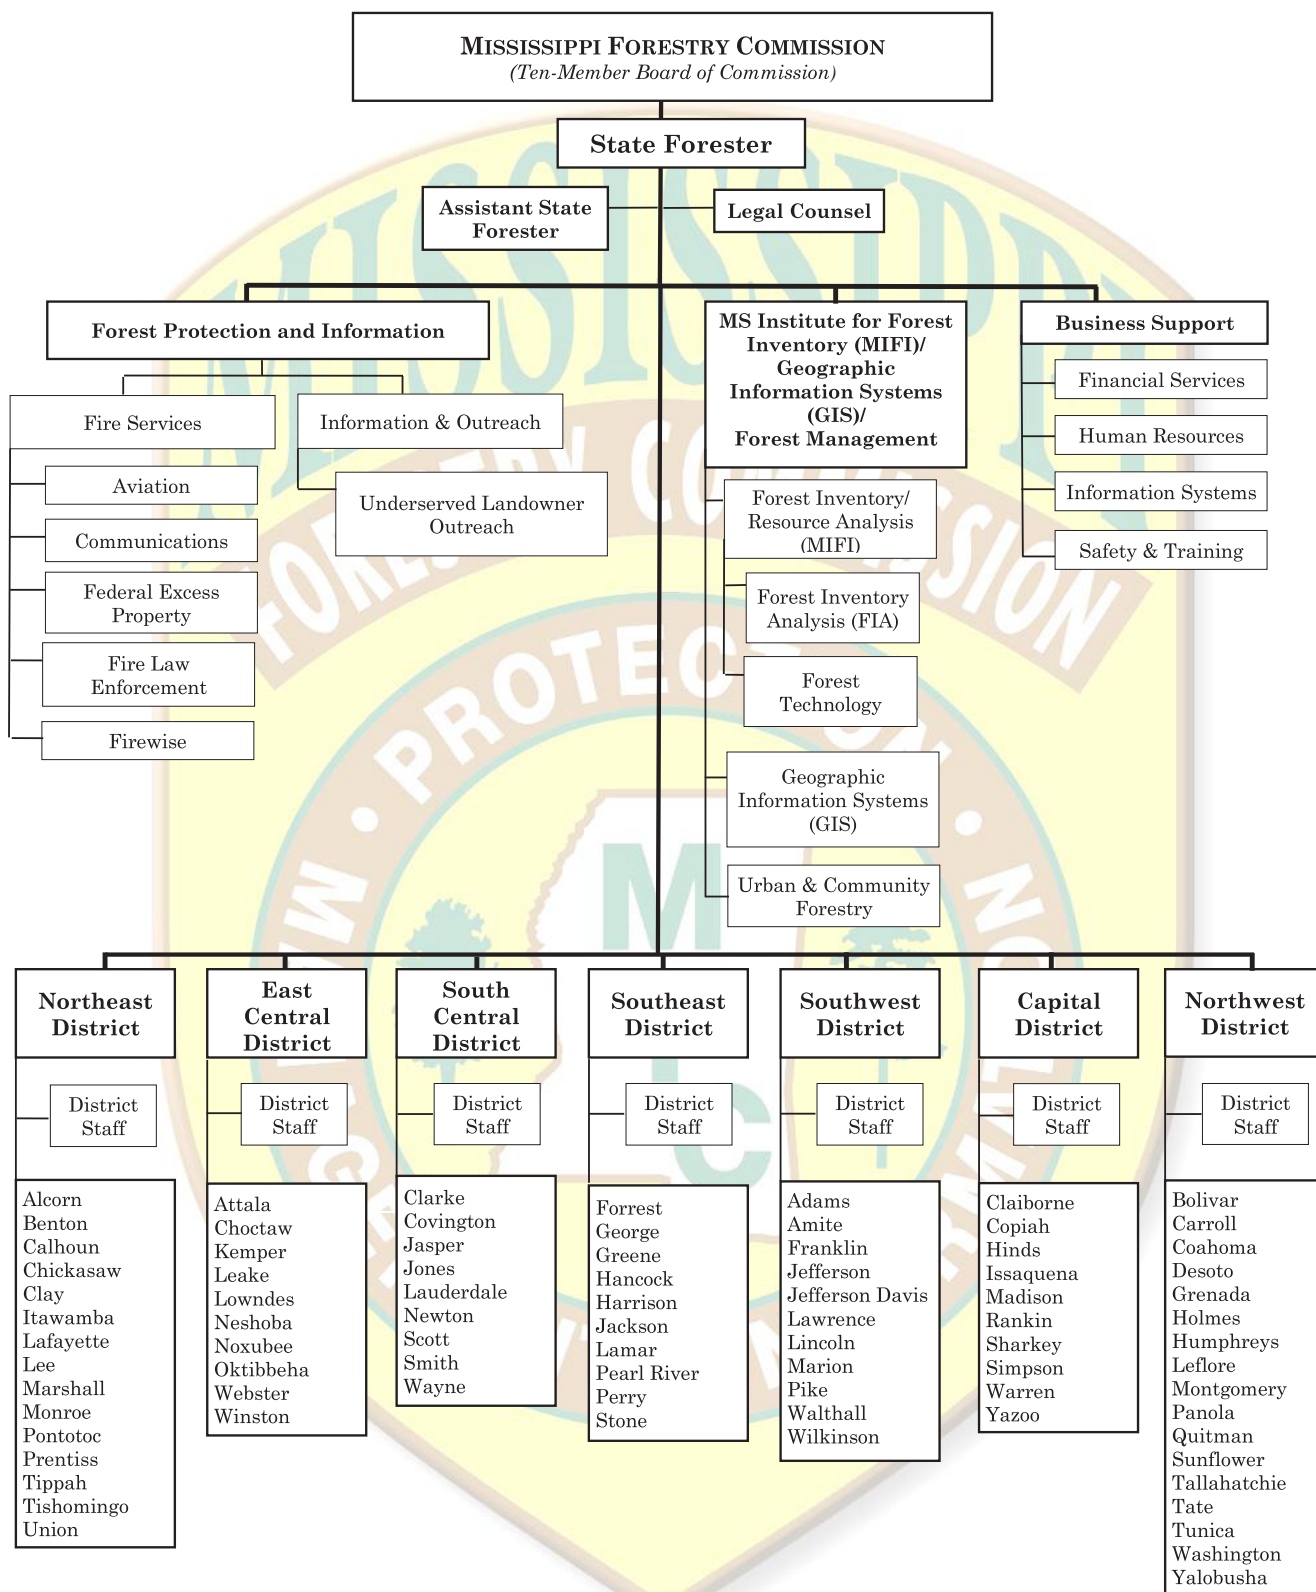 MISSISSIPPI FORESTRY COMMISSION
(Ten-Member Board of Commission)
State Forester
Assistant State
Forester
Legal Counsel
Forest Protection and Information
Fire Services
Aviation
Communications
Federal Excess
Property
Fire Law
Enforcement
Firewise
Information & Outreach
Underserved Landowner
Outreach
MS Institute for Forest
Inventory (MIFI)/
Geographic
Information Systems
(GIS)/
Forest Management
Forest Inventory/
Resource Analysis
(MIFI)
Forest Inventory
Analysis (FIA)
Forest
Technology
Geographic
Information Systems
(GIS)
Urban & Community
Forestry
Business Support
Financial Services
Human Resources
Information Systems
Safety & Training
Northeast
District
District
Staff
Alcorn
Benton
Calhoun
Chickasaw
Clay
Itawamba
Lafayette
Lee
Marshall
Monroe
Pontotoc
Prentiss
Tippah
Tishomingo
Union
East
Central
District
District
Staff
Attala
Choctaw
Kemper
Leake
Lowndes
Neshoba
Noxubee
Oktibbeha
Webster
Winston
South
Central
District
District
Staff
Clarke
Covington
Jasper
Jones
Lauderdale
Newton
Scott
Smith
Wayne
Southeast
District
District
Staff
Forrest
George
Greene
Hancock
Harrison
Jackson
Lamar
Pearl River
Perry
Stone
Southwest
District
District
Staff
Adams
Amite
Franklin
Jefferson
Jefferson Davis
Lawrence
Lincoln
Marion
Pike
Walthall
Wilkinson
Capital
District
District
Staff
Claiborne
Copiah
Hinds
Issaquena
Madison
Rankin
Sharkey
Simpson
Warren
Yazoo
Northwest
District
District
Staff
Bolivar
Carroll
Coahoma
Desoto
Grenada
Holmes
Humphreys
Leflore
Montgomery
Panola
Quitman
Sunflower
Tallahatchie
Tate
Tunica
Washington
Yalobusha
MISSISSIPPI
FORESTRY COMMISSION
PROTECTION
M
C